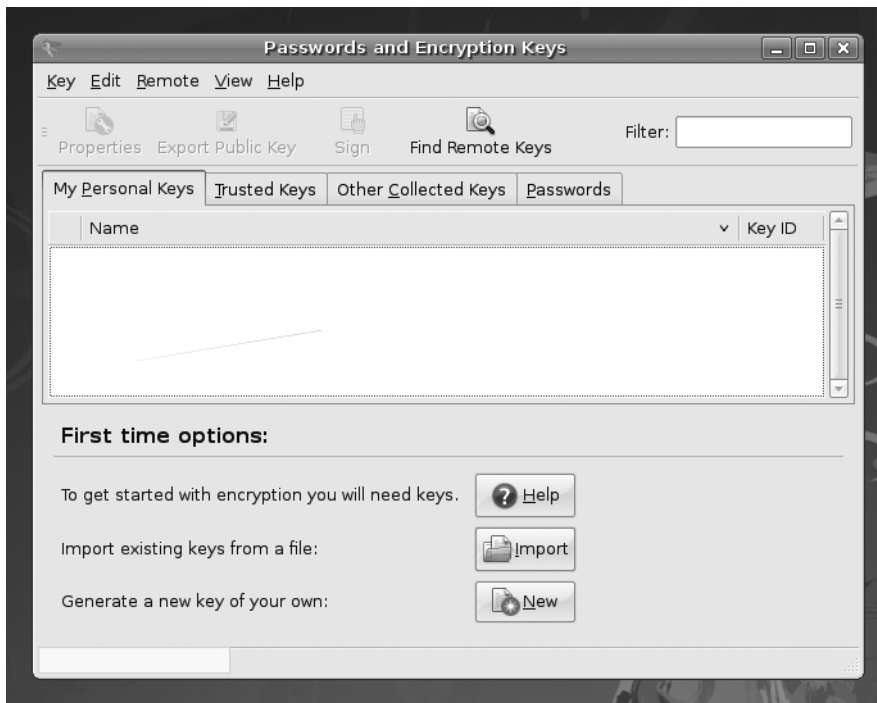 Passwords and Encryption Keys
Key Edit Remote View Help
Properties Export Public Key Sign Find Remote Keys Filter:
My Personal Keys Trusted Keys Other Collected Keys Passwords
Name Key ID
First time options:
To get started with encryption you will need keys. Help
Import existing keys from a file: Import
Generate a new key of your own: New